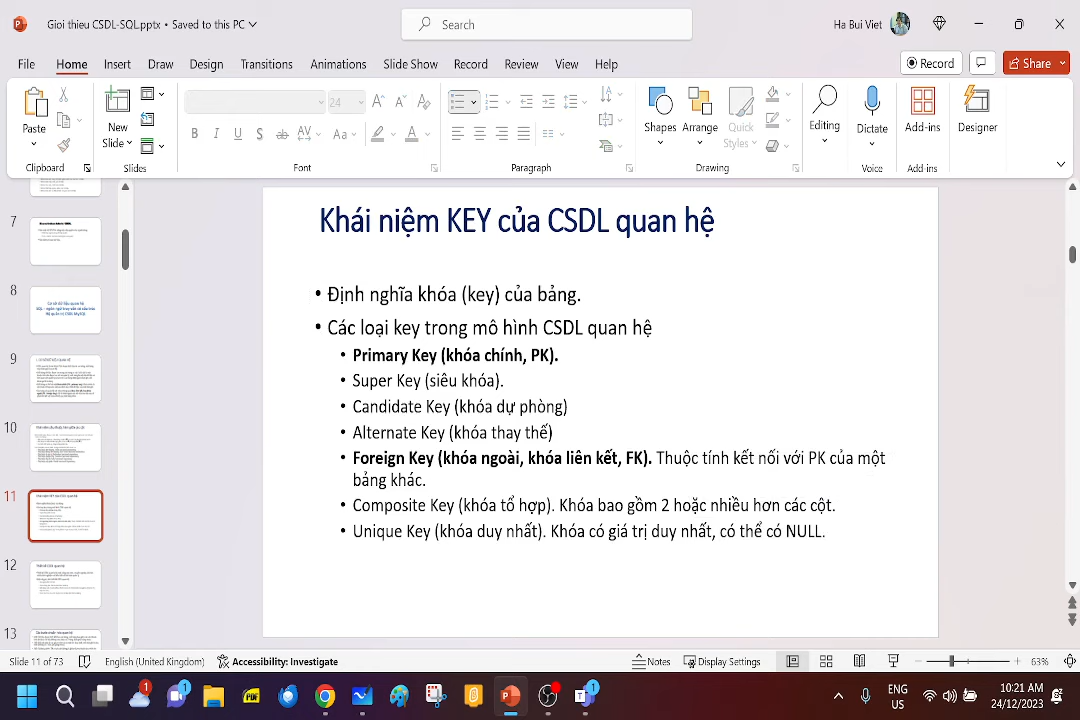 Gioi thieu CSDL-SQL.pptx • Saved to this PC
Search
Ha Bui Viet
File Home Insert Draw Design Transitions Animations Slide Show Record Review View Help
Record
Share
Paste
New
Slide
24
Shapes
Arrange
Quick
Styles
Editing
Dictate
Add-ins
Designer
Clipboard
Slides
Font
Paragraph
Drawing
Voice
Add-ins
7
8
9
10
11
12
13
Khái niệm KEY của CSDL quan hệ
• Định nghĩa khóa (key) của bảng.
• Các loại key trong mô hình CSDL quan hệ
• Primary Key (khóa chính, PK).
• Super Key (siêu khóa).
• Candidate Key (khóa dự phòng)
• Alternate Key (khóa thay thế)
• Foreign Key (khóa ngoài, khóa liên kết, FK). Thuộc tính kết nối với PK của một
bảng khác.
• Composite Key (khóa tổ hợp). Khóa bao gồm 2 hoặc nhiều hơn các cột.
• Unique Key (khóa duy nhất). Khóa có giá trị duy nhất, có thể có NULL.
Slide 11 of 73 English (United Kingdom) Accessibility: Investigate Notes Display Settings 63%
ENG
US
10:21 AM
24/12/2023